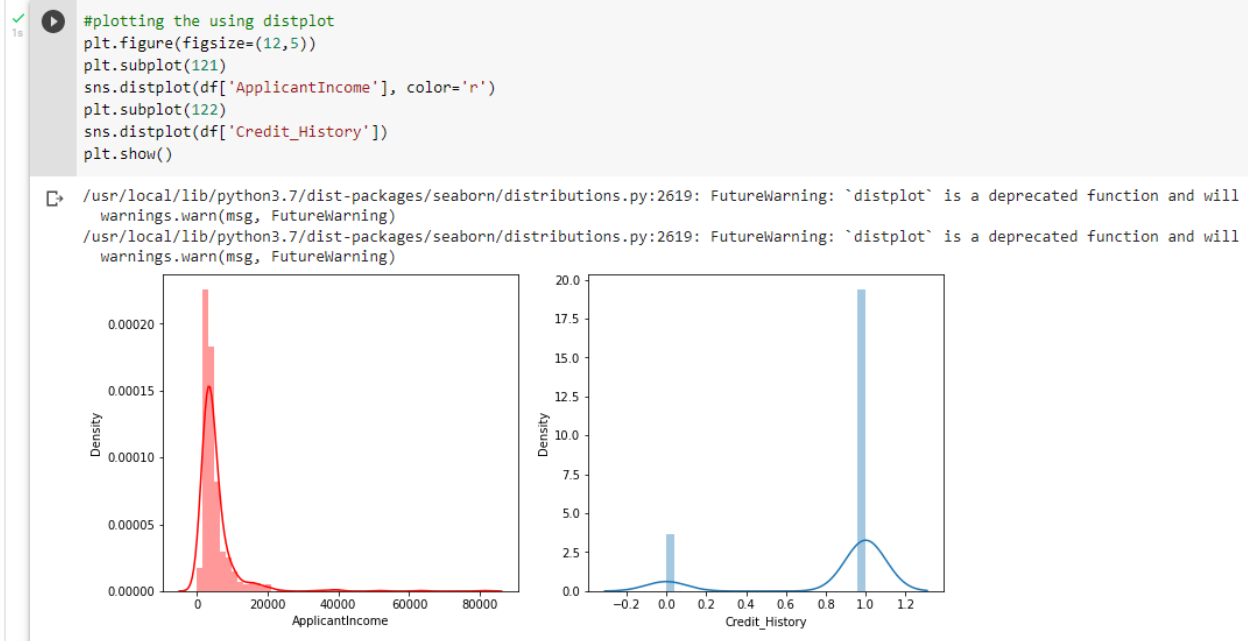 1s
#plotting the using distplot
plt.figure(figsize=(12,5))
plt.subplot(121)
sns.distplot(df['ApplicantIncome'], color='r')
plt.subplot(122)
sns.distplot(df['Credit_History'])
plt.show()
/usr/local/lib/python3.7/dist-packages/seaborn/distributions.py:2619: FutureWarning: `distplot` is a deprecated function and will
warnings.warn(msg, FutureWarning)
/usr/local/lib/python3.7/dist-packages/seaborn/distributions.py:2619: FutureWarning: `distplot` is a deprecated function and will
warnings.warn(msg, FutureWarning)
0.00020
0.00015
0.00010
0.00005
0.00000
Density
0 20000 40000 60000 80000
ApplicantIncome
20.0
17.5
15.0
12.5
10.0
7.5
5.0
2.5
0.0
Density
−0.2 0.0 0.2 0.4 0.6 0.8 1.0 1.2
Credit_History